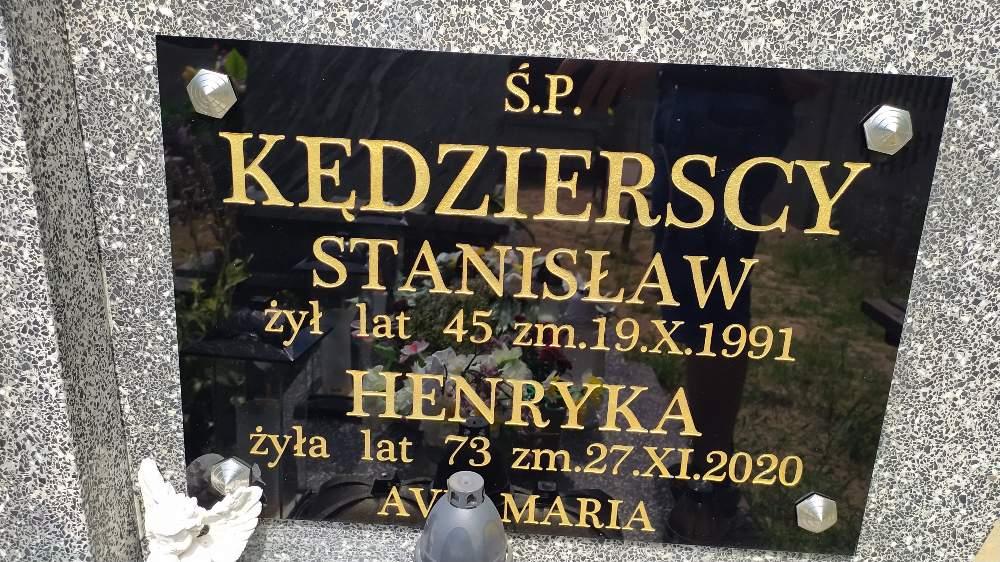 Ś.P.
KĘDZIERSCY
STANISŁAW
żył lat 45 zm.19.X.1991
HENRYKA
żyła lat 73 zm.27.XI.2020
MARIA